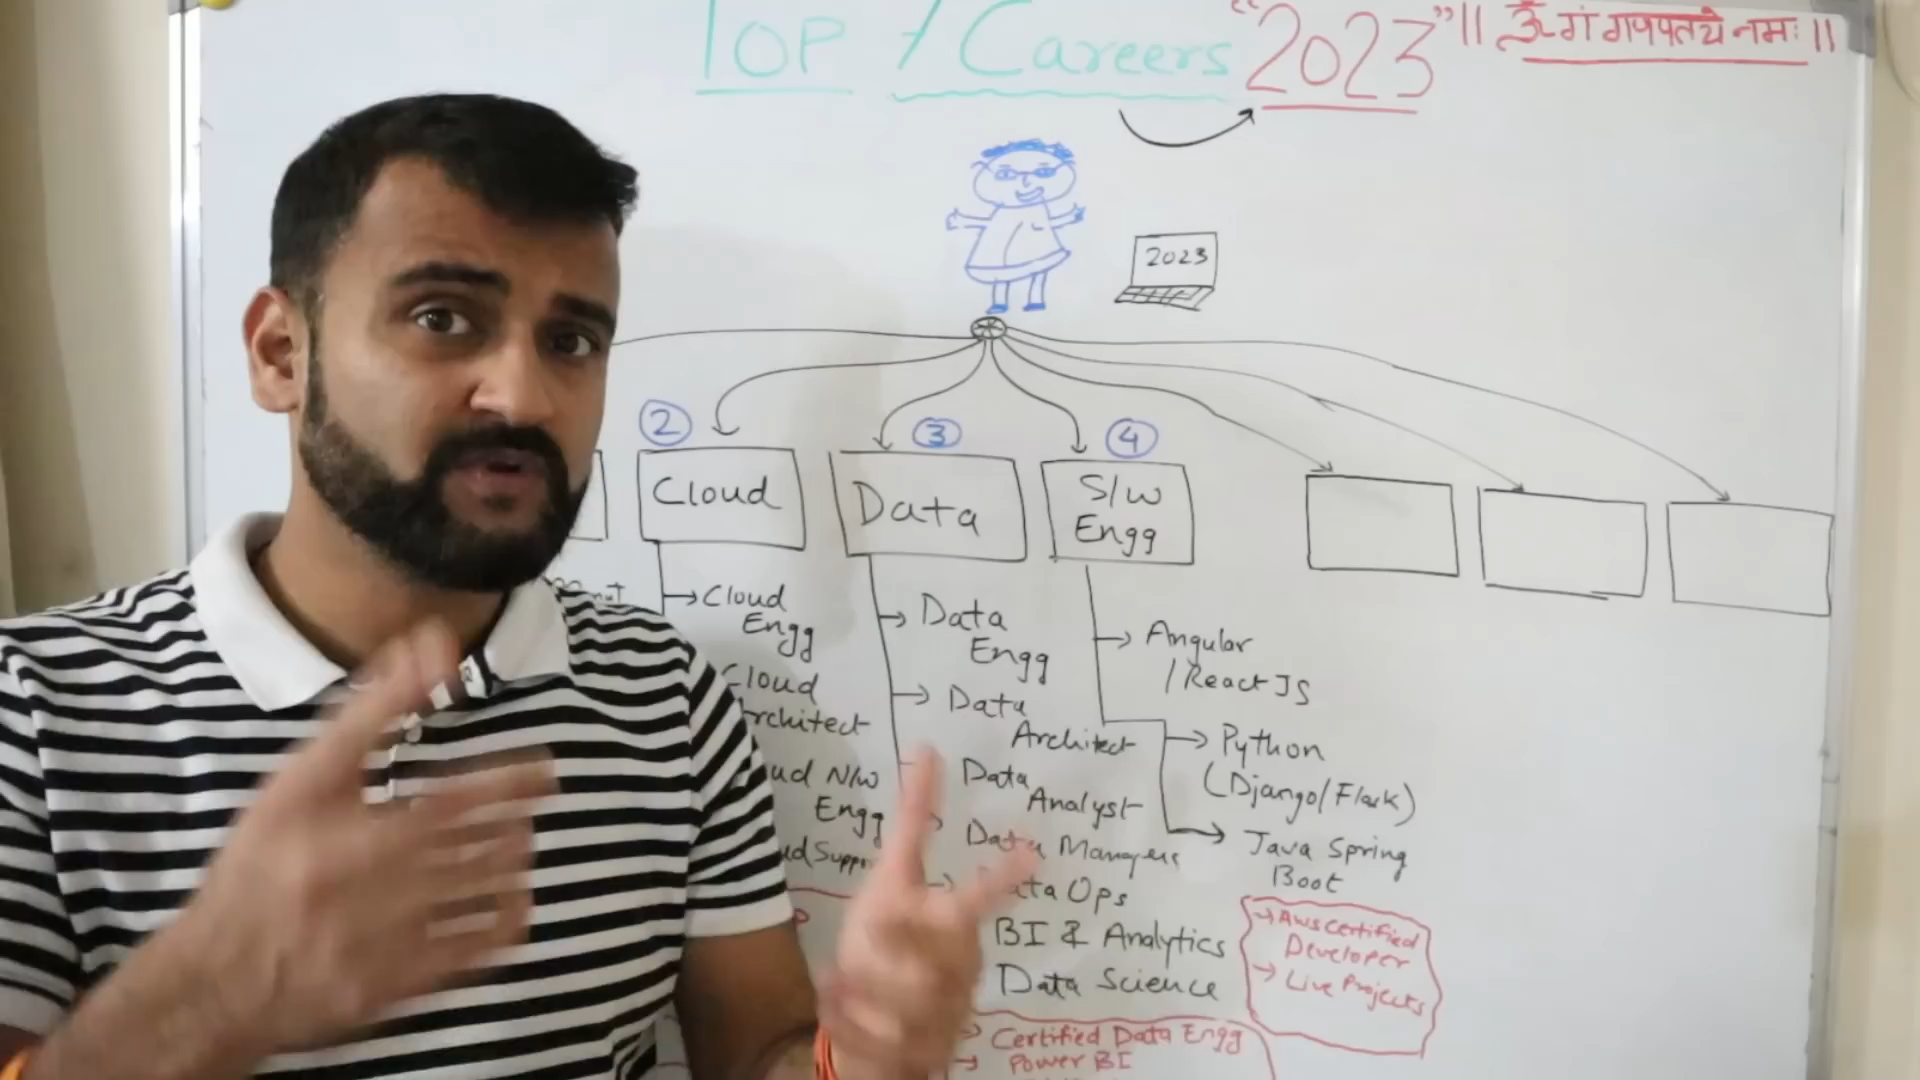 TOP 7 Careers "2023" || ॐ गं गणपतये नमः ||
2023
2
3
4
Cloud
Data
S/w
Engg
Cloud
Engg
Cloud
Architect
N/w
Engg
Data
Engg
Data
Architect
Data
Analyst
Data Managers
Data Ops
BI & Analytics
Data Science
Certified Data Engg
Power BI
Angular
/React JS
Python
(Django/Flask)
Java Spring
Boot
Aws certified
Developer
Live Projects